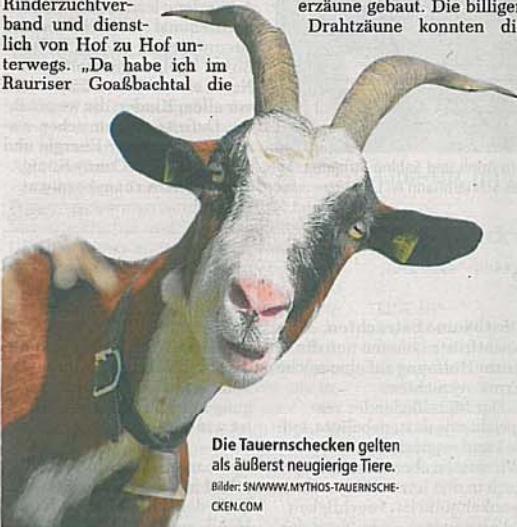 Rinderzuchtver-
band und dienst-
lich von Hof zu Hof un-
terwegs. „Da habe ich im
Rauriser Goaßbachtal die
erzäune gebaut. Die billiger
Drahtzäune konnten di
Die Tauernschecken gelten
als äußerst neugierige Tiere.
Bilder: SN/WWW.MYTHOS-TAUERNSCHE-
CKEN.COM